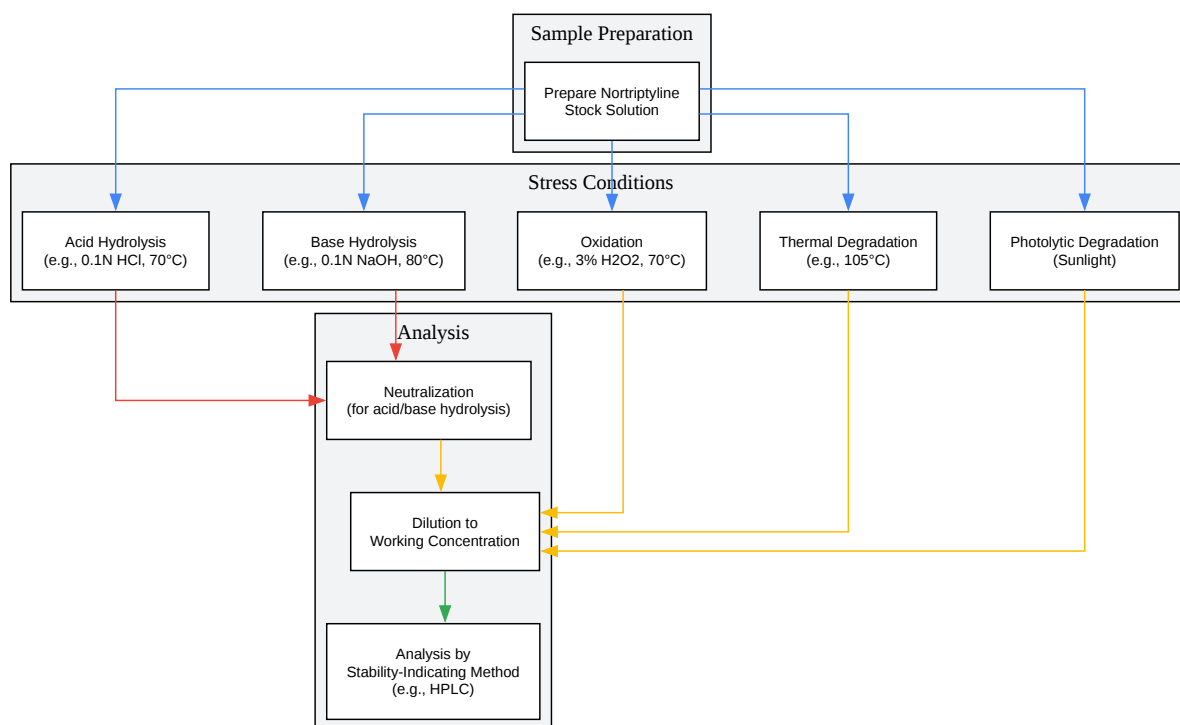 Sample Preparation
Prepare Nortriptyline
Stock Solution
Stress Conditions
Acid Hydrolysis
(e.g., 0.1N HCl, 70°C)
Base Hydrolysis
(e.g., 0.1N NaOH, 80°C)
Oxidation
(e.g., 3% H2O2, 70°C)
Thermal Degradation
(e.g., 105°C)
Photolytic Degradation
(Sunlight)
Analysis
Neutralization
(for acid/base hydrolysis)
Dilution to
Working Concentration
Analysis by
Stability-Indicating Method
(e.g., HPLC)